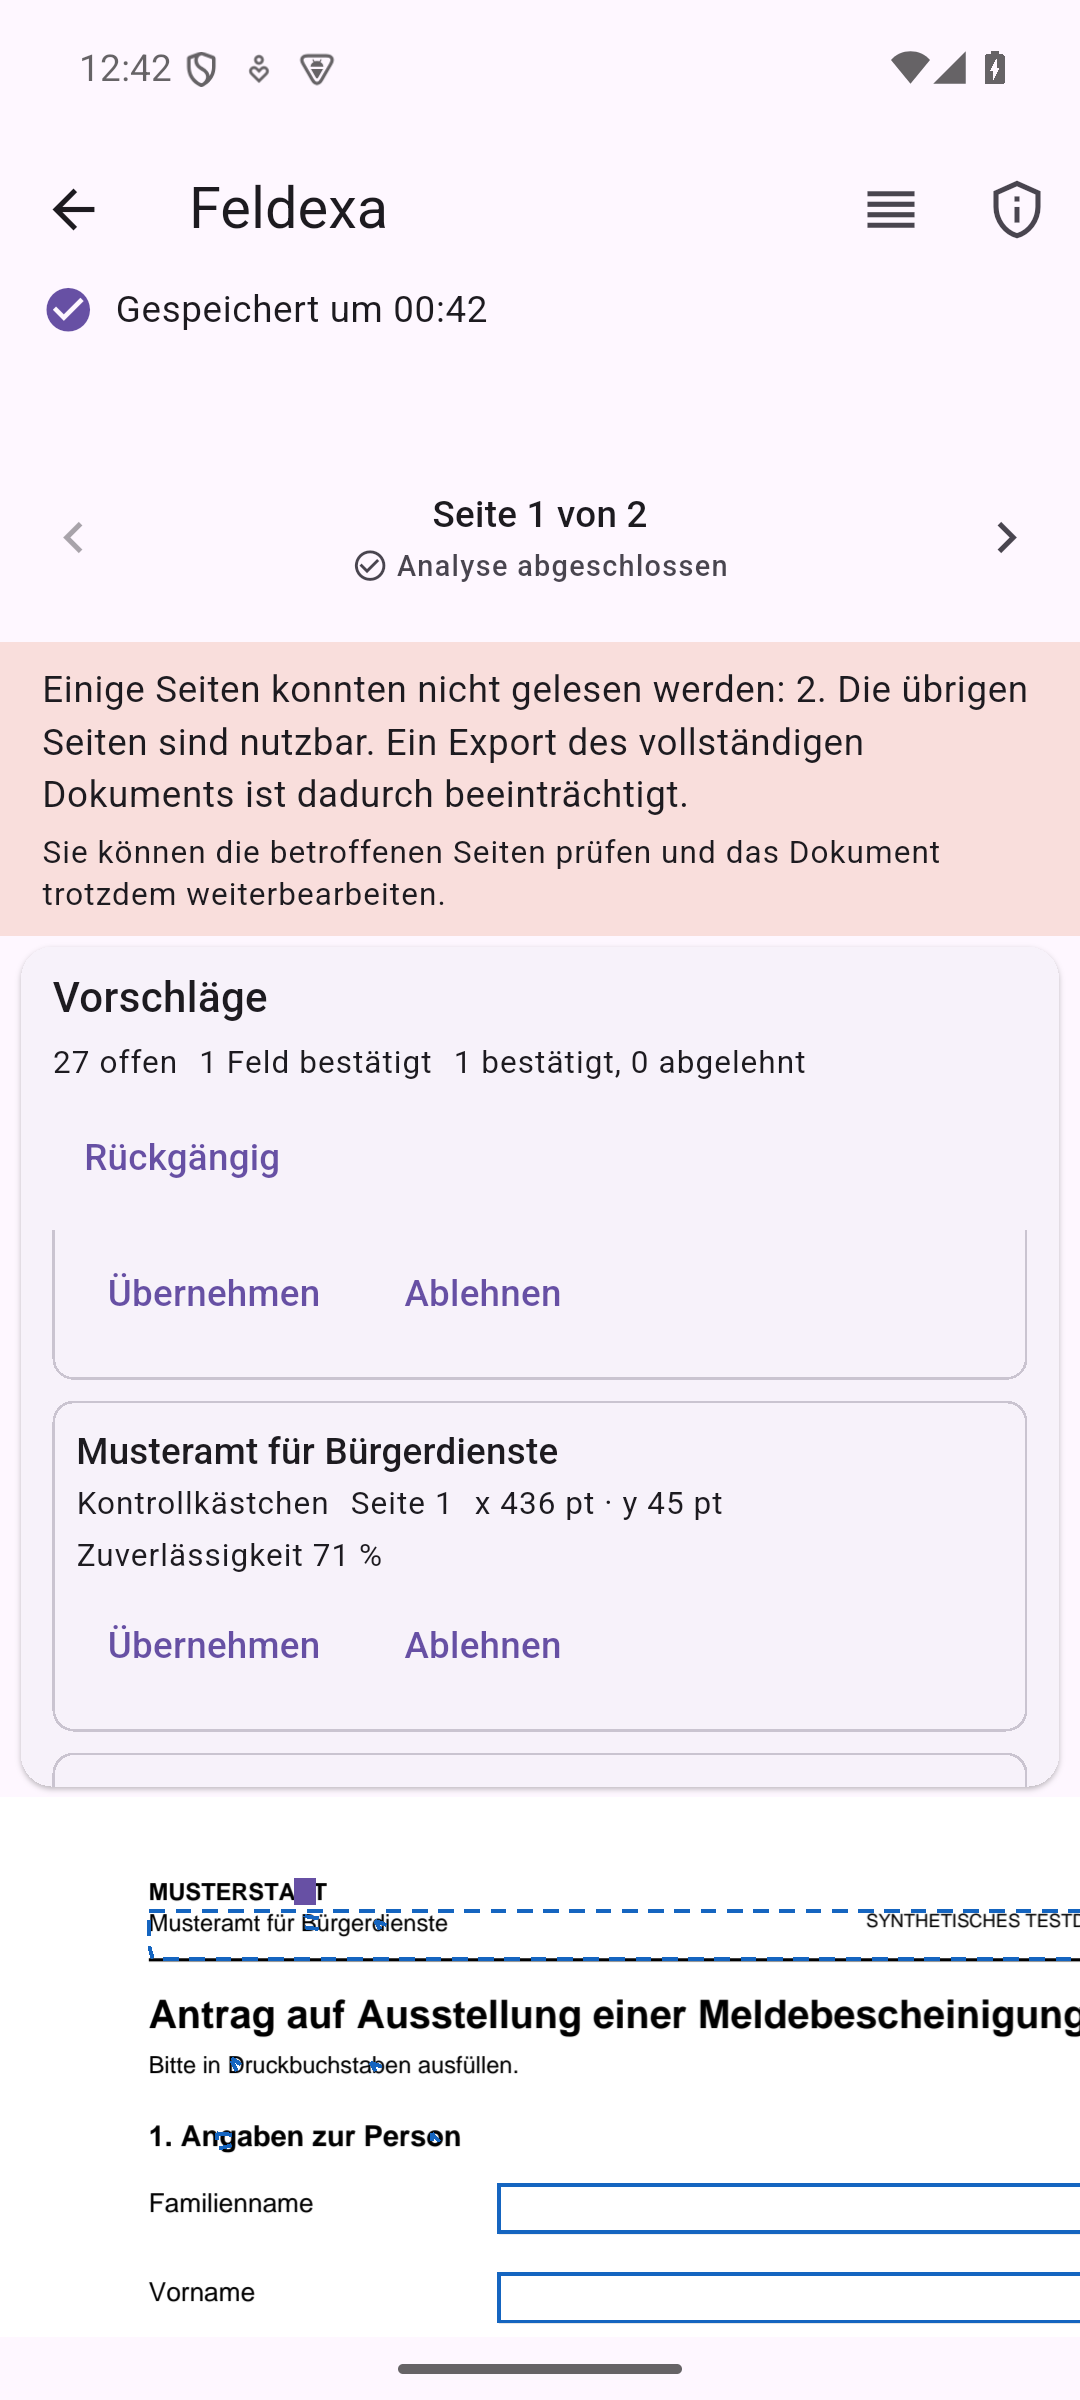 12:42
Feldexa
Gespeichert um 00:42
Seite 1 von 2
Analyse abgeschlossen
Einige Seiten konnten nicht gelesen werden: 2. Die übrigen
Seiten sind nutzbar. Ein Export des vollständigen
Dokuments ist dadurch beeinträchtigt.
Sie können die betroffenen Seiten prüfen und das Dokument
trotzdem weiterbearbeiten.
Vorschläge
27 offen 1 Feld bestätigt 1 bestätigt, 0 abgelehnt
Rückgängig
Übernehmen Ablehnen
Musteramt für Bürgerdienste
Kontrollkästchen Seite 1 x 436 pt · y 45 pt
Zuverlässigkeit 71 %
Übernehmen Ablehnen
Musteramt für Bürgerdienste SYNTHETISCHES
Antrag auf Ausstellung einer Meldebescheinigung
Bitte in Druckbuchstaben ausfüllen.
1. Angaben zur Person
Familienname
Vorname